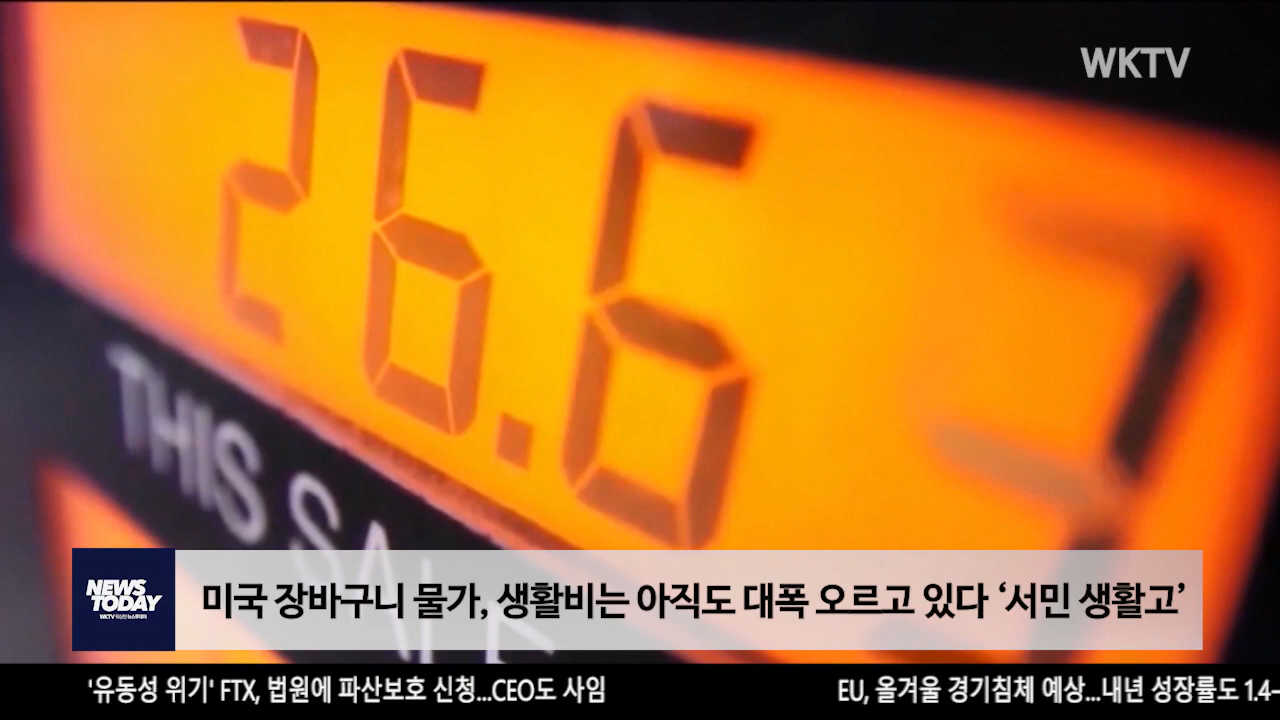 26.6
WKTV
THIS SALE
NEWS
TODAY
미국 장바구니 물가, 생활비는 아직도 대폭 오르고 있다 ‘서민 생활고’
'유동성 위기' FTX, 법원에 파산보호 신청...CEO도 사임
EU, 올겨울 경기침체 예상...내년 성장률도 1.4-